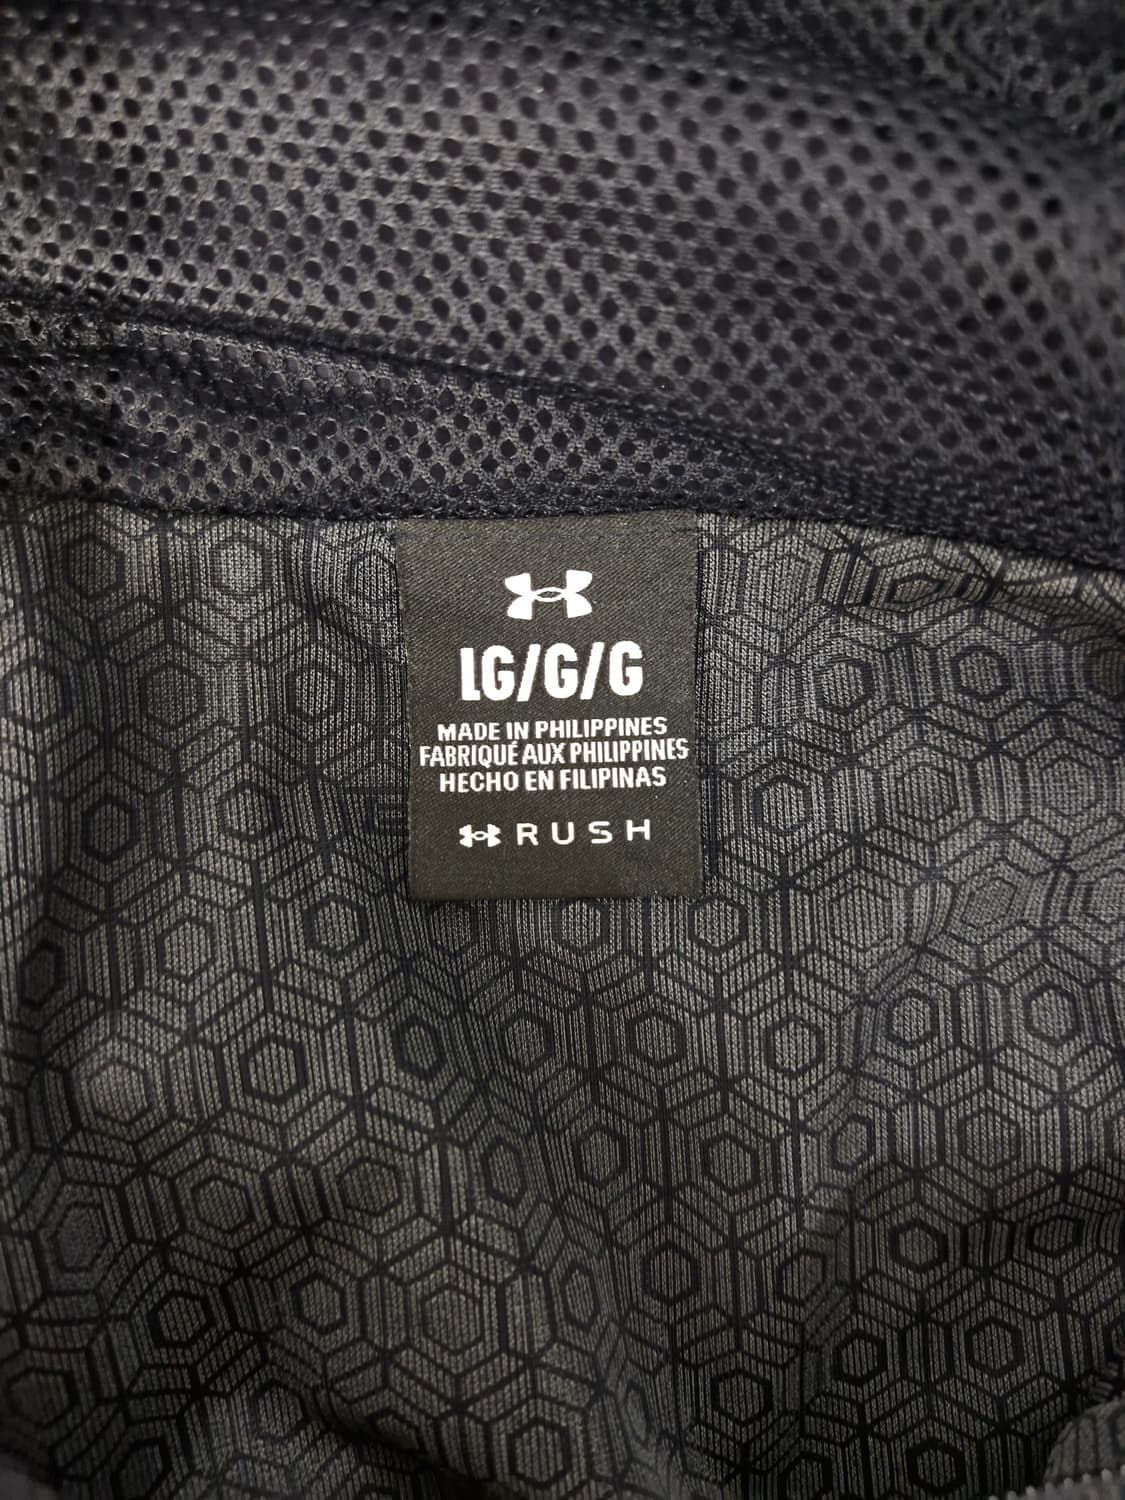 LG/G/G
MADE IN PHILIPPINES
FABRIQUÉ AUX PHILIPPINES
HECHO EN FILIPINAS
RUSH